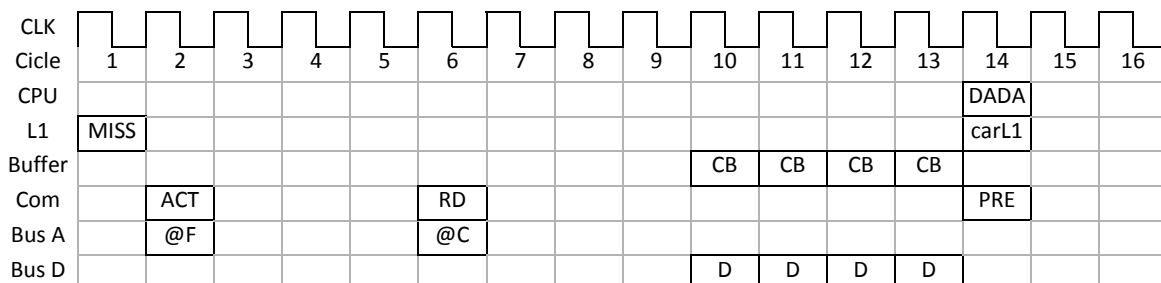 CLK
Cicle 1 2 3 4 5 6 7 8 9 10 11 12 13 14 15 16
CPU DADA
L1 MISS carL1
Buffer CB CB CB CB
Com ACT RD PRE
Bus A @F @C
Bus D D D D D